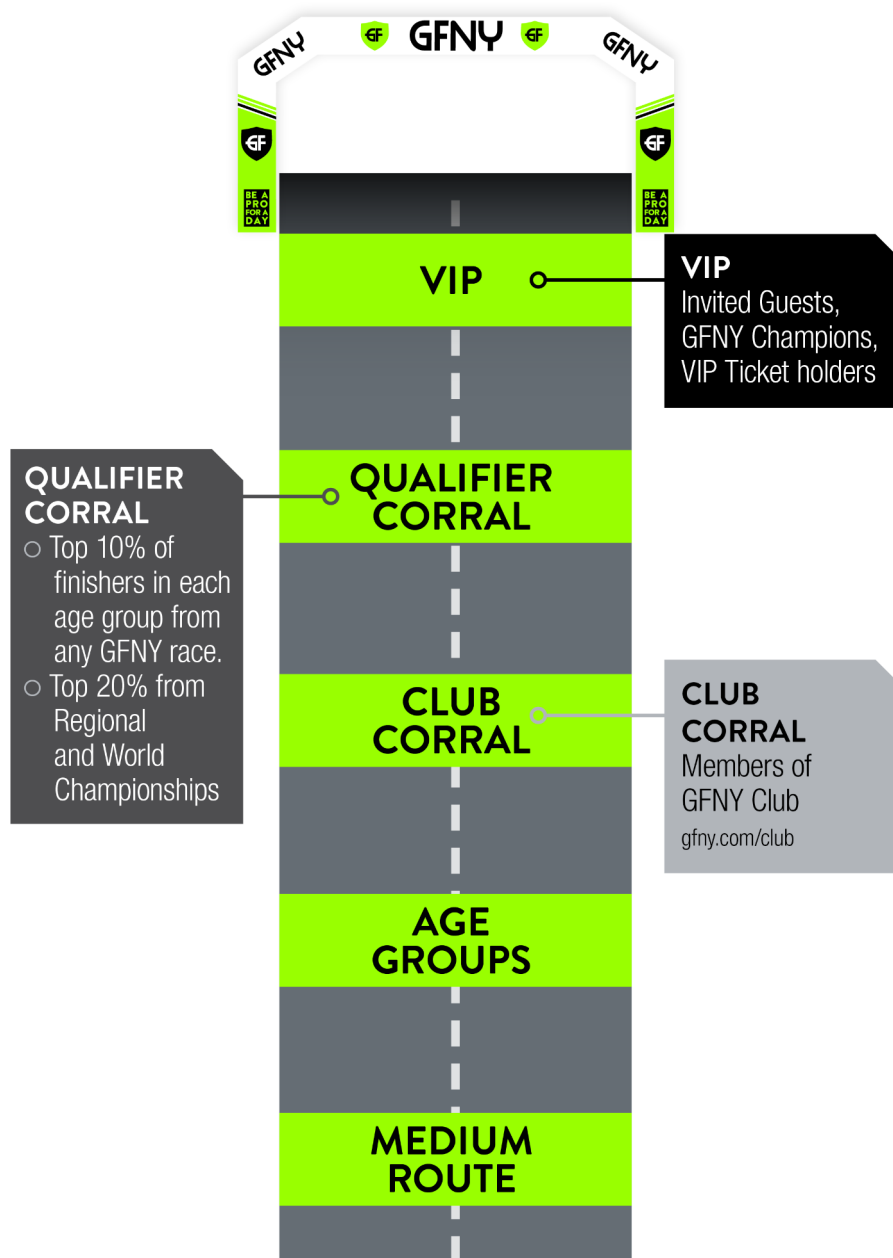 GFNY
GF
GFNY
GF
GFNY
GF
GF
BE A
PRO
FOR A
DAY
BE A
PRO
FOR A
DAY
VIP
VIP
Invited Guests,
GFNY Champions,
VIP Ticket holders
QUALIFIER
CORRAL
○ Top 10% of
finishers in each
age group from
any GFNY race.
○ Top 20% from
Regional
and World
Championships
QUALIFIER
CORRAL
CLUB
CORRAL
CLUB
CORRAL
Members of
GFNY Club
gfny.com/club
AGE
GROUPS
MEDIUM
ROUTE